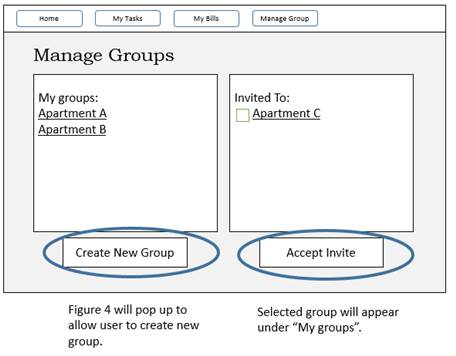 Home My Tasks My Bills Manage Group
Manage Groups
My groups:
Apartment A
Apartment B
Invited To:
Apartment C
Create New Group
Accept Invite
Figure 4 will pop up to
allow user to create new
group.
Selected group will appear
under “My groups”.